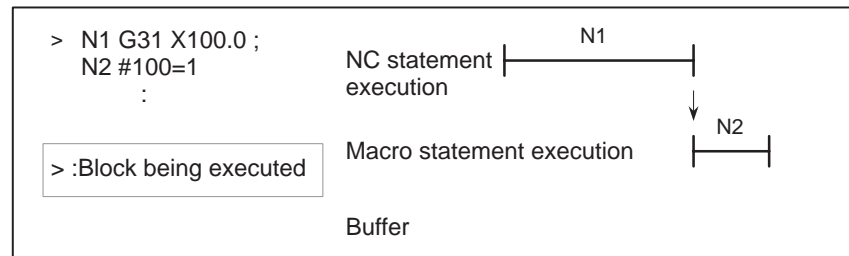 > N1 G31 X100.0 ;
N2 #100=1
:
> :Block being executed
NC statement
execution
N1
Macro statement execution
N2
Buffer